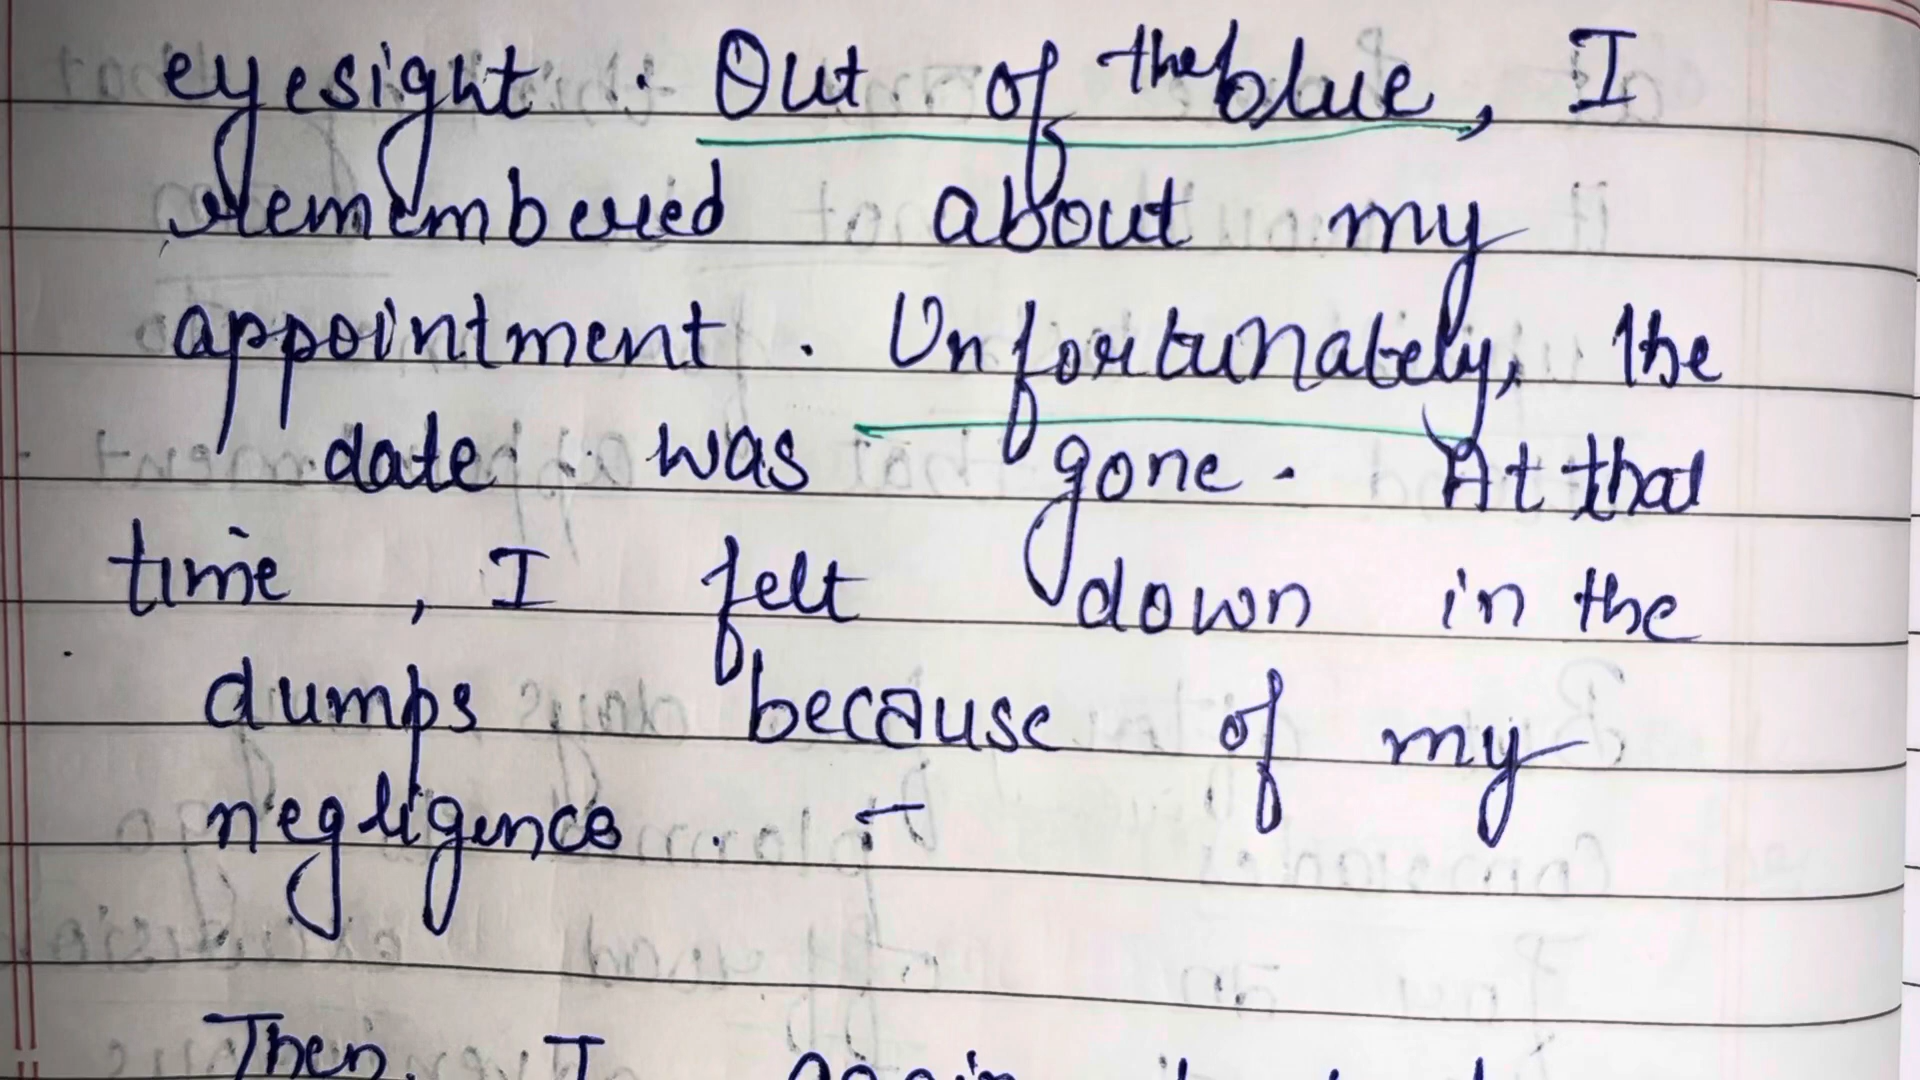 eyesight . Out of the blue, I
remembered about my
appointment . Unfortunately, the
date was gone. At that
time , I felt down in the
dumps because of my
negligence .
Then, I again